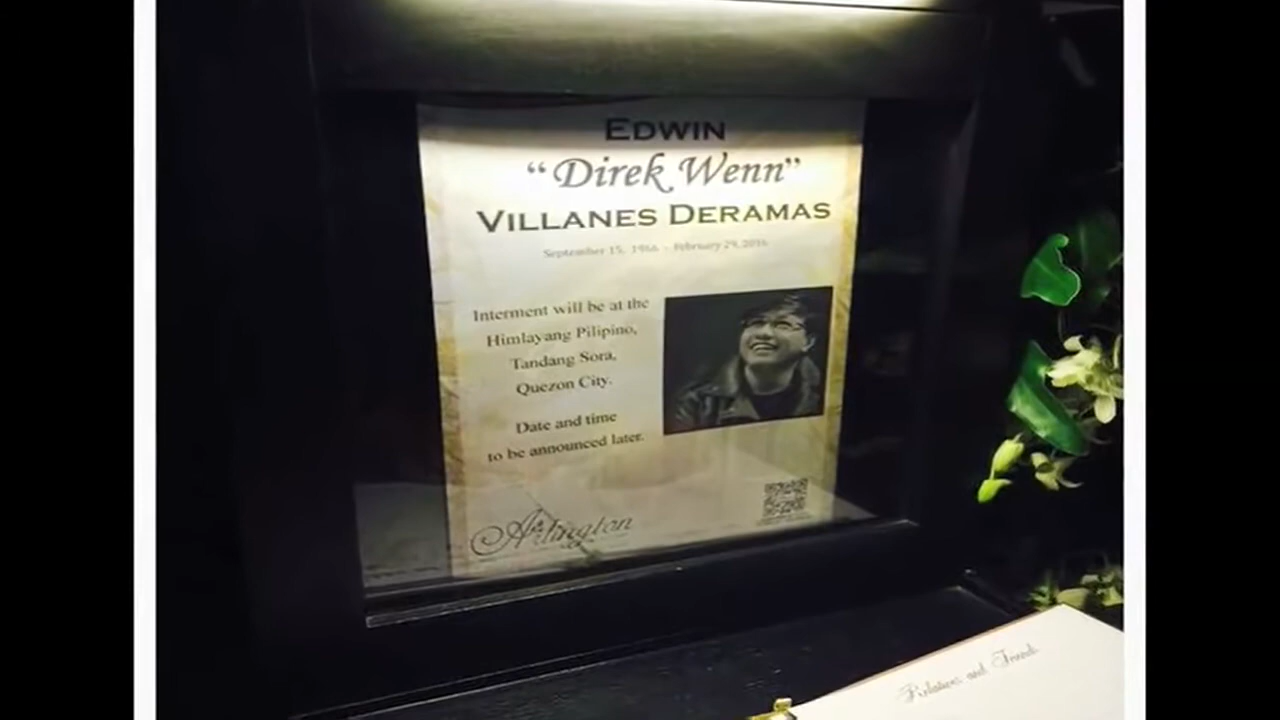 EDWIN
“Direk Wenn”
VILLANES DERAMAS
September 15, 1966 - February 29, 2016
Interment will be at the
Himlayang Pilipino,
Tandang Sora,
Quezon City.
Date and time
to be announced later.
Arlington
Relatives and Friends